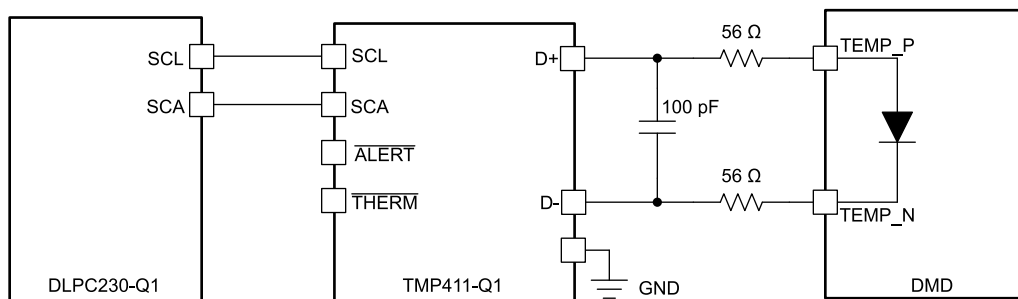 SCL
SCA
DLPC230-Q1
SCL
SCA
ALERT
THERM
D+
D-
TMP411-Q1
GND
56 Ω
100 pF
56 Ω
TEMP_P
TEMP_N
DMD